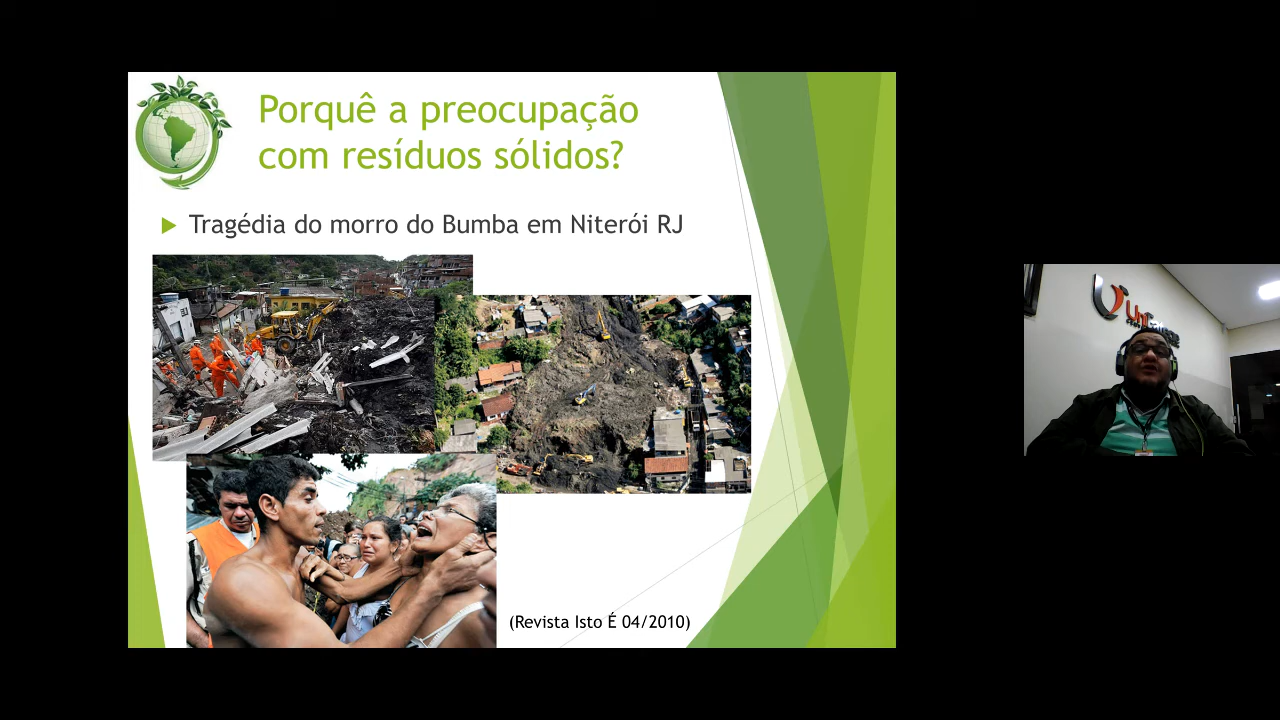 Porquê a preocupação
com resíduos sólidos?
Tragédia do morro do Bumba em Niterói RJ
(Revista Isto É 04/2010)